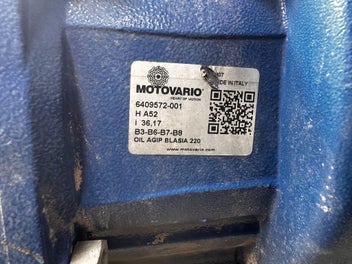 MOTOVARIO®
HEART OF MOTION
6409572-001
H A52
i 36,17
B3-B6-B7-B8
OIL AGIP BLASIA 220
www.motovario.com
IN ITALY